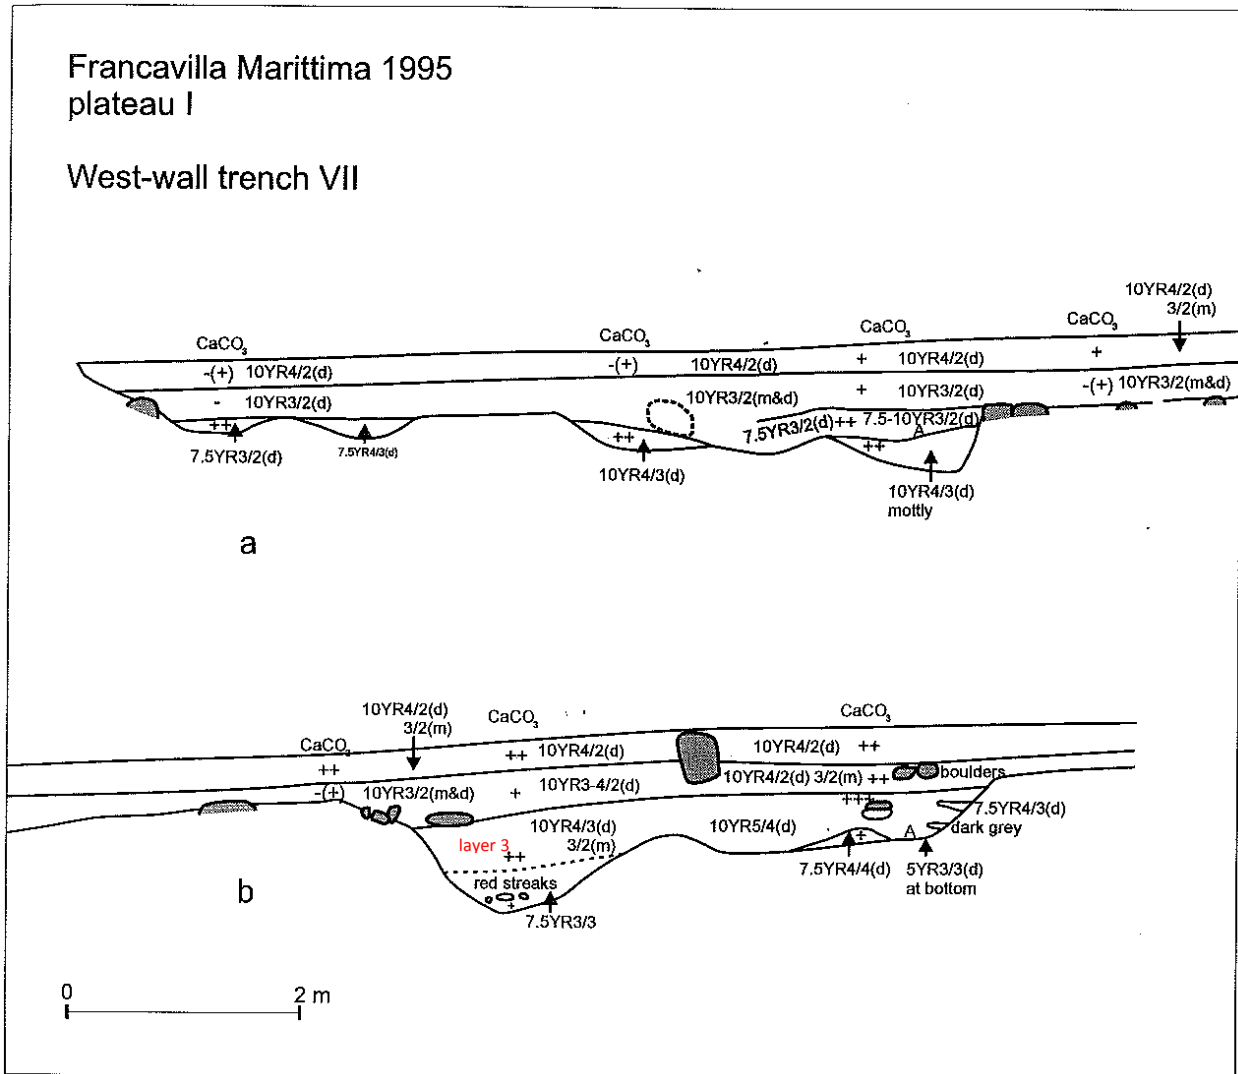 Francavilla Marittima 1995
plateau I
West-wall trench VII
10YR4/2(d)
3/2(m)
CaCO₃
CaCO₃
CaCO₃
CaCO₃
-(+) 10YR4/2(d)
-(+) 10YR4/2(d)
+ 10YR4/2(d)
+
- 10YR3/2(d)
10YR3/2(m&d)
+ 10YR3/2(d)
-(+) 10YR3/2(m&d)
++
7.5YR3/2(d)
7.5YR4/3(d)
++
10YR4/3(d)
7.5YR3/2(d)++
7.5-10YR3/2(d)
A
++
10YR4/3(d)
mottly
a
10YR4/2(d)
3/2(m)
CaCO₃
CaCO₃
CaCO₃
++
++ 10YR4/2(d)
10YR4/2(d) ++
-(+) 10YR3/2(m&d)
+ 10YR3-4/2(d)
10YR4/2(d) 3/2(m) ++
boulders
+++
10YR4/3(d)
3/2(m)
layer 3
++
10YR5/4(d)
7.5YR4/3(d)
dark grey
+
A
7.5YR4/4(d)
5YR3/3(d)
at bottom
red streaks
+
7.5YR3/3
b
0 2 m